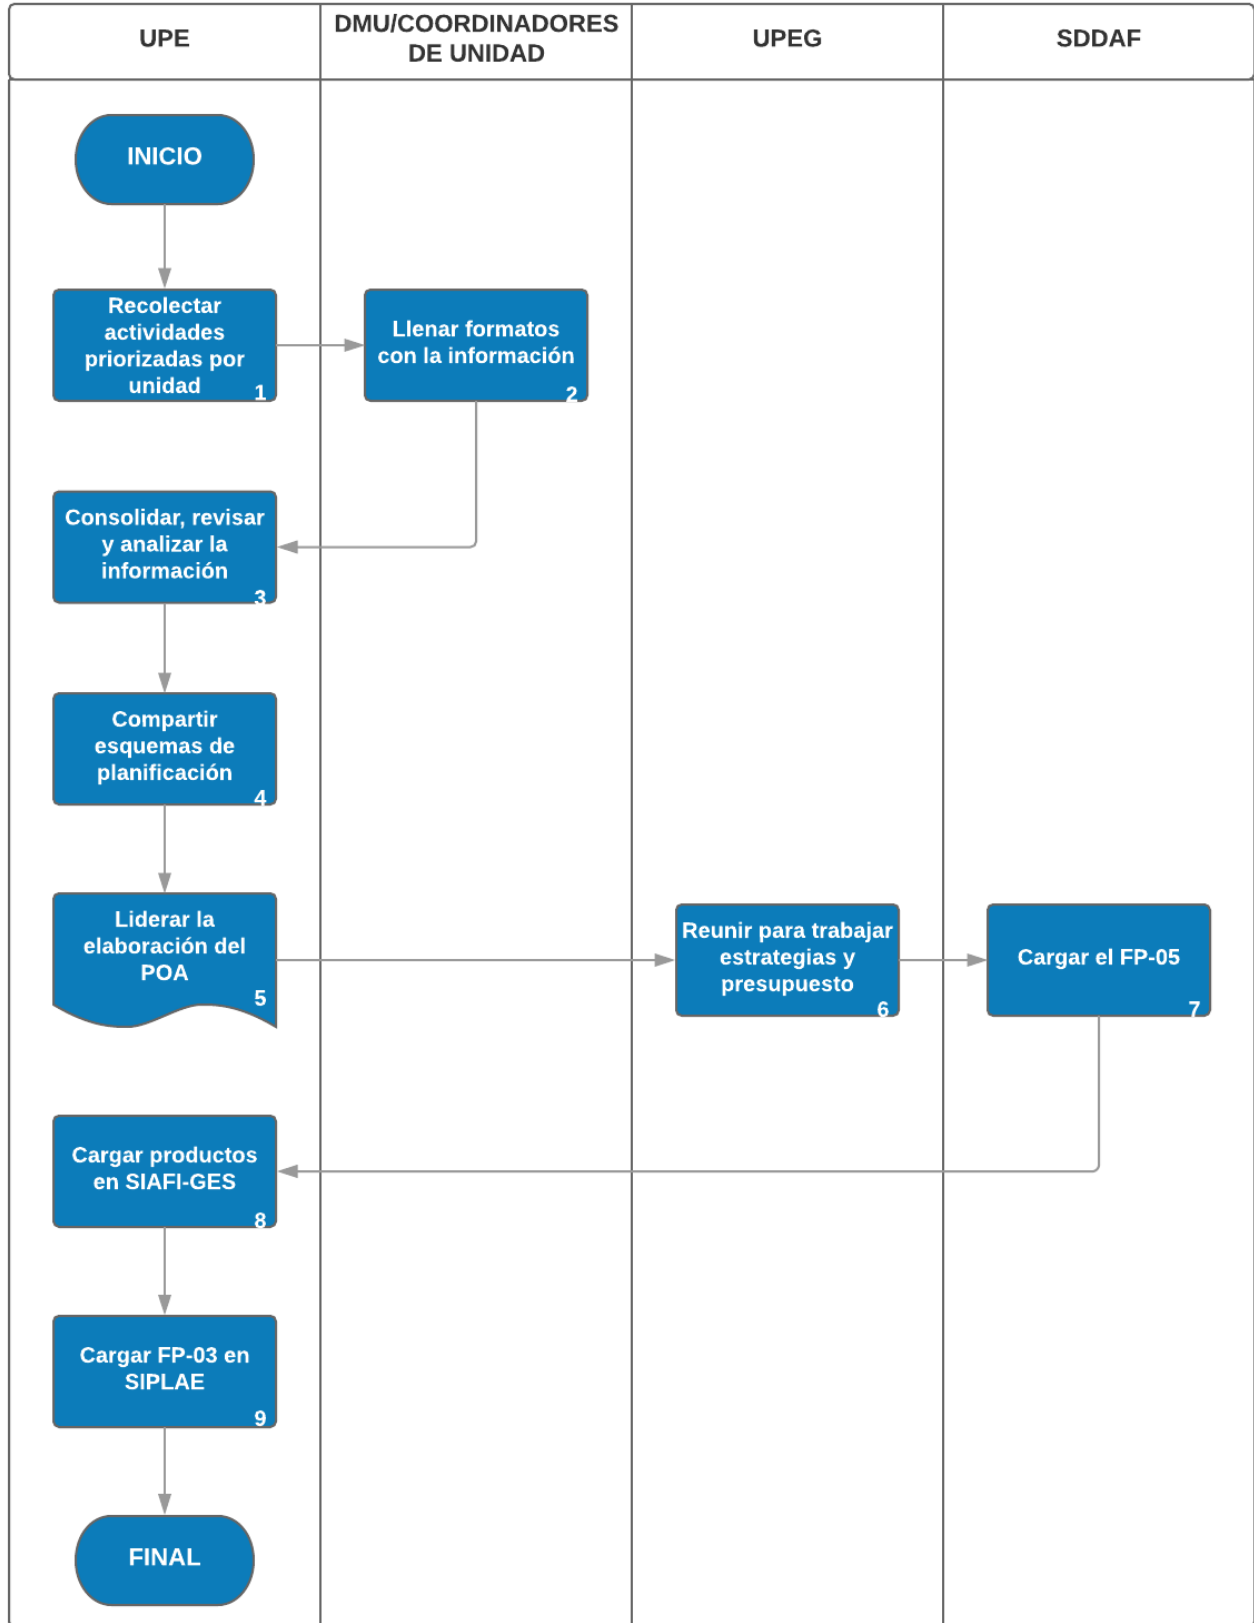 UPE
DMU/COORDINADORES
DE UNIDAD
UPEG
SDDAF
INICIO
Recolectar
actividades
priorizadas por
unidad
1
Llenar formatos
con la información
2
Consolidar, revisar
y analizar la
información
3
Compartir
esquemas de
planificación
4
Liderar la
elaboración del
POA
5
Reunir para trabajar
estrategias y
presupuesto
6
Cargar el FP-05
7
Cargar productos
en SIAFI-GES
8
Cargar FP-03 en
SIPLAE
9
FINAL